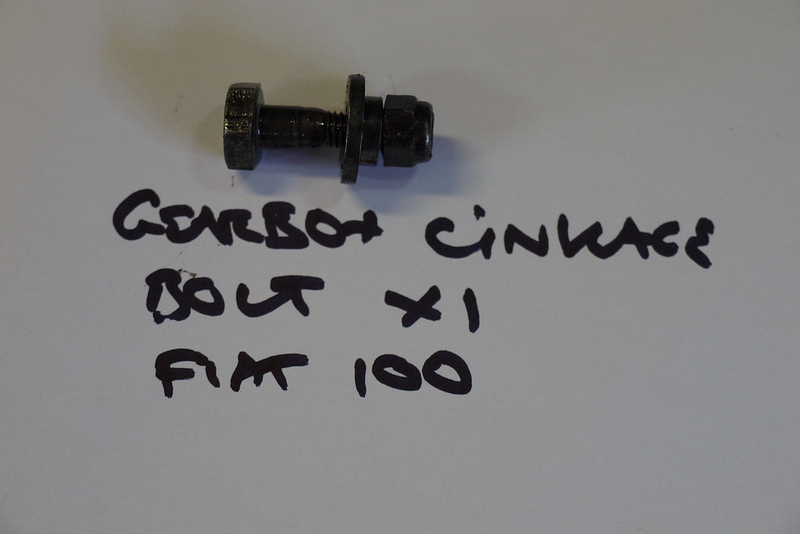 GEARBOX LINKAGE
BOLT X1
FIAT 100